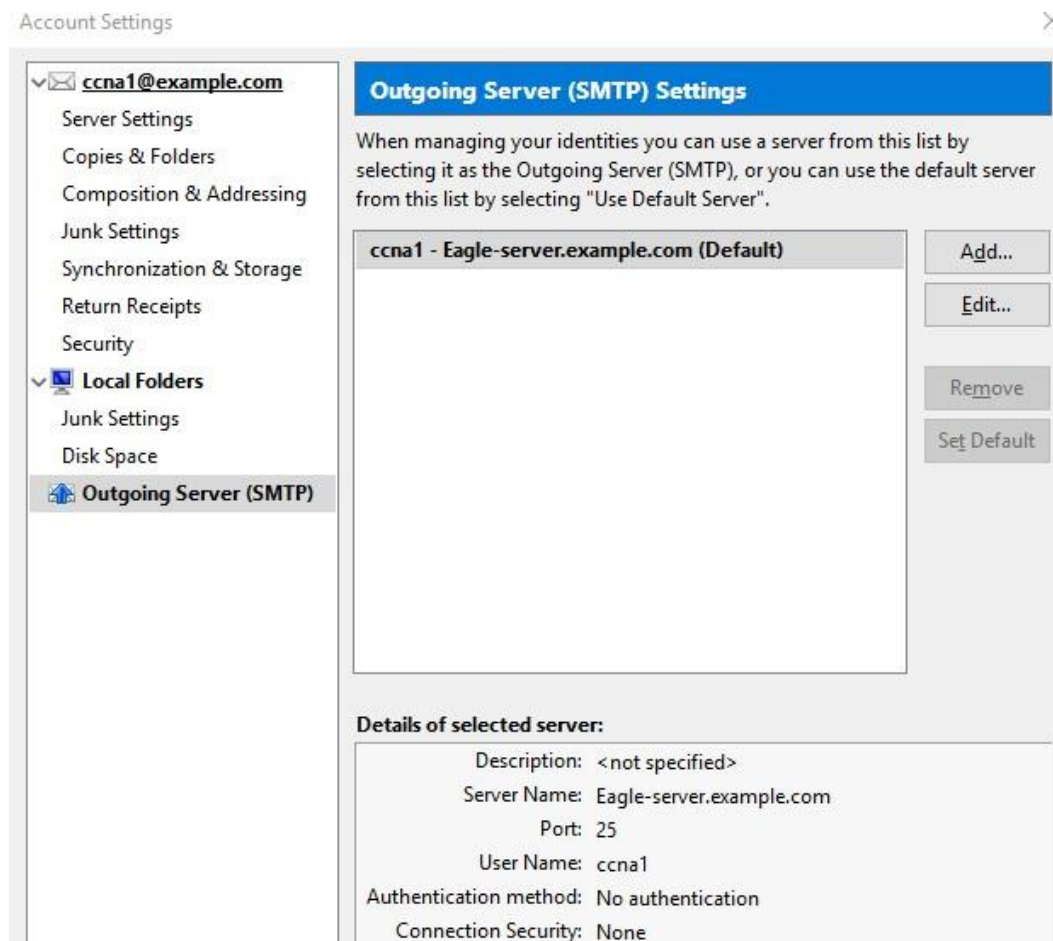 Account Settings
ccna1@example.com
Server Settings
Copies & Folders
Composition & Addressing
Junk Settings
Synchronization & Storage
Return Receipts
Security
Local Folders
Junk Settings
Disk Space
Outgoing Server (SMTP)
Outgoing Server (SMTP) Settings
When managing your identities you can use a server from this list by
selecting it as the Outgoing Server (SMTP), or you can use the default server
from this list by selecting "Use Default Server".
ccna1 - Eagle-server.example.com (Default)
Add...
Edit...
Remove
Set Default
Details of selected server:
Description: <not specified>
Server Name: Eagle-server.example.com
Port: 25
User Name: ccna1
Authentication method: No authentication
Connection Security: None